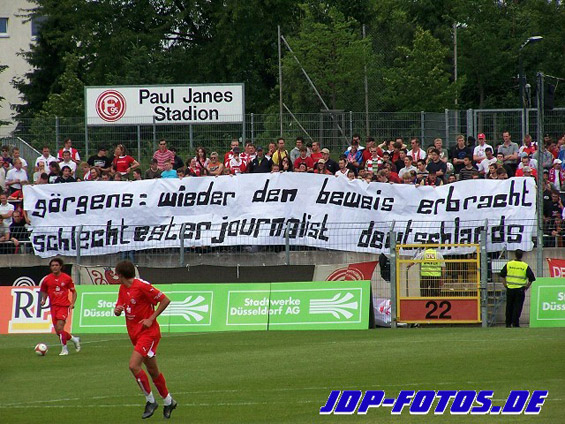 Paul Janes
Stadion
görgens: wieder den beweis erbracht
schlechtester journalist deutschlands
Stadtwerke
Düsseldorf AG
Stadtwerke
Düsseldorf AG
22
JDP-FOTOS.DE